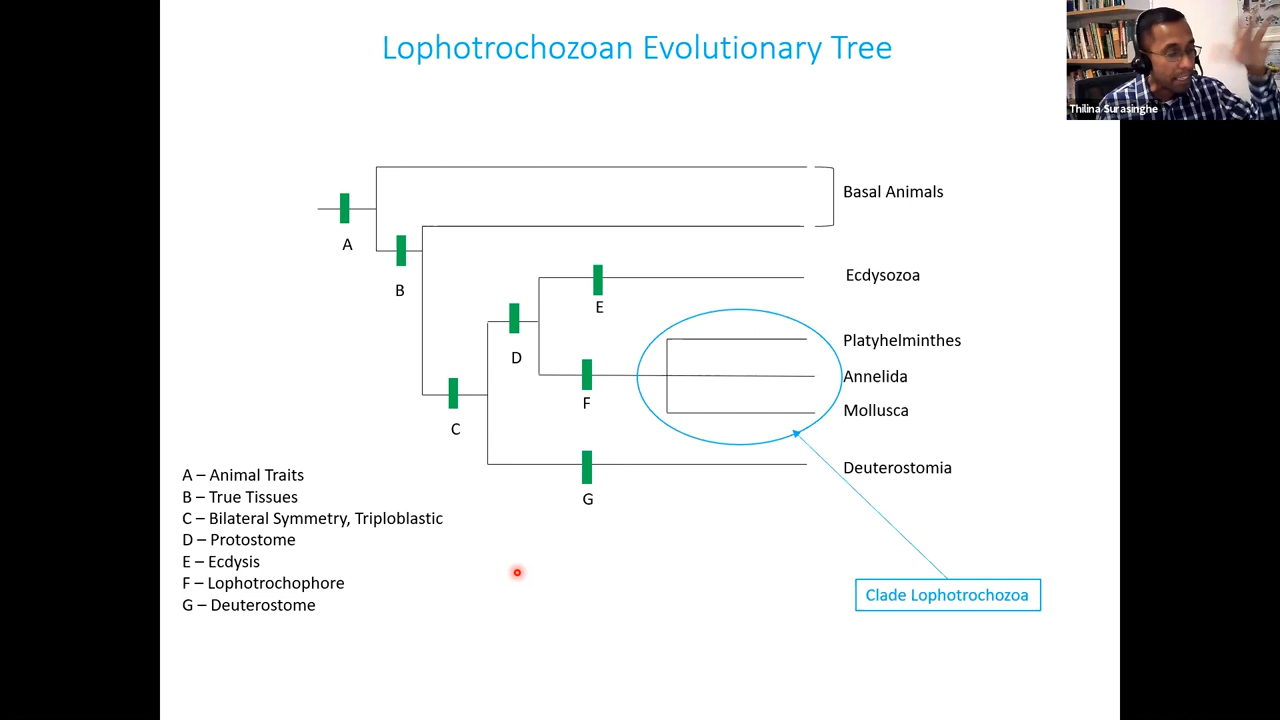 Lophotrochozoan Evolutionary Tree
Thilina Surasinghe
Basal Animals
A
B
Ecdysozoa
E
Platyhelminthes
D
Annelida
F
Mollusca
C
Deuterostomia
G
A – Animal Traits
B – True Tissues
C – Bilateral Symmetry, Triploblastic
D – Protostome
E – Ecdysis
F – Lophotrochophore
G – Deuterostome
Clade Lophotrochozoa